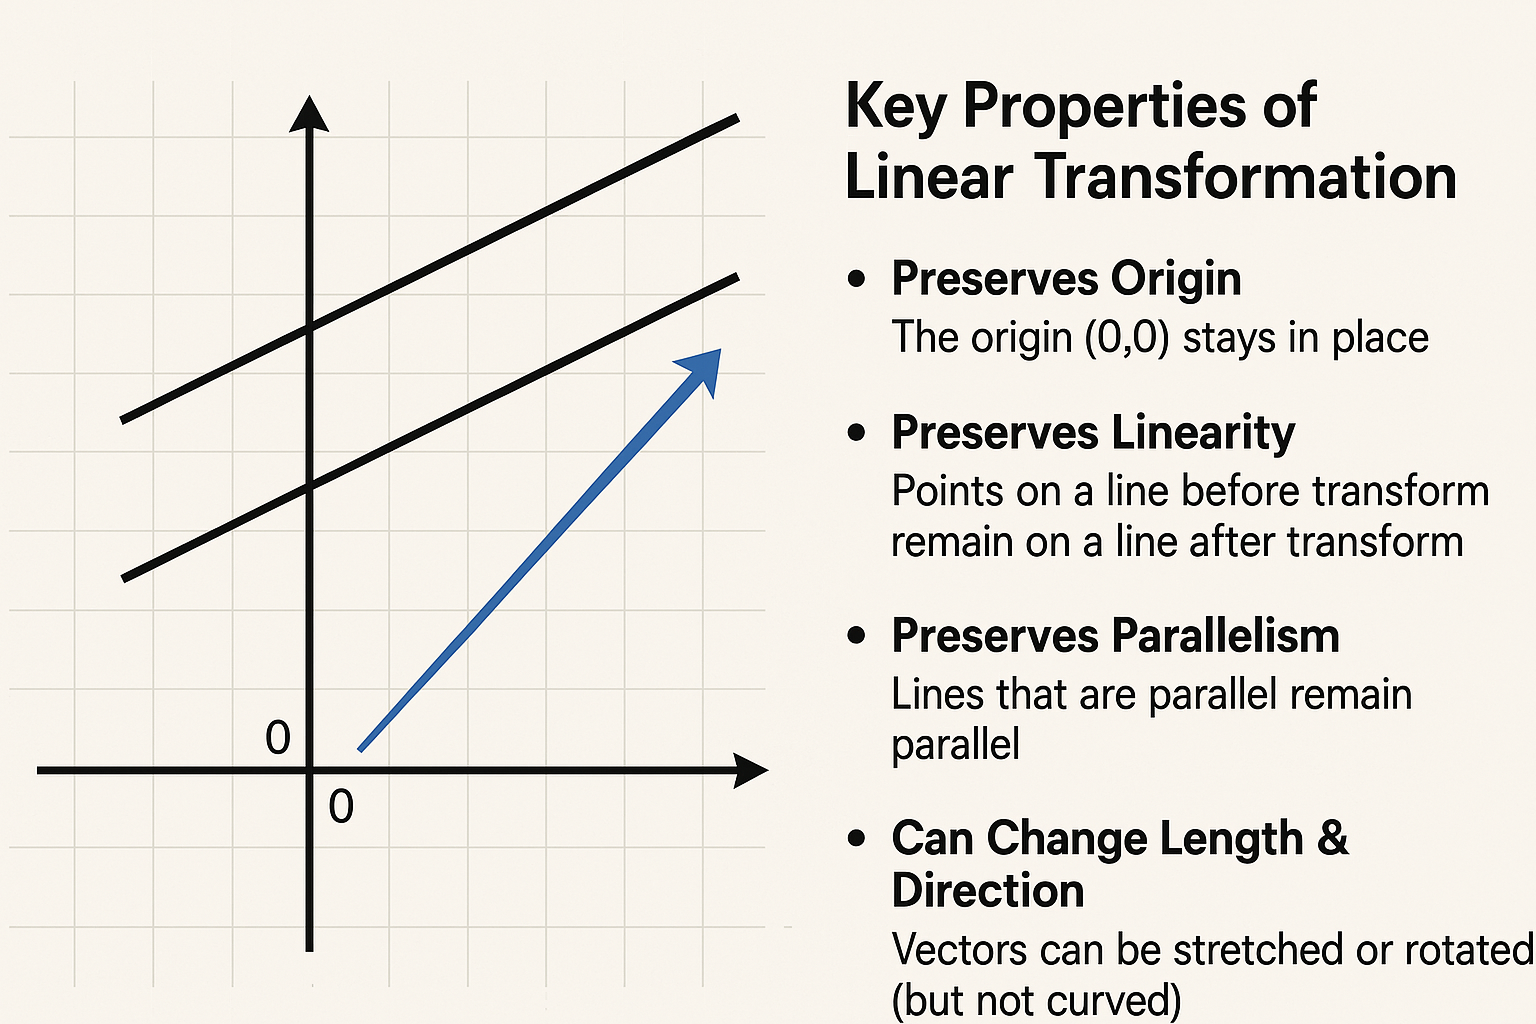 Key Properties of
Linear Transformation
• Preserves Origin
The origin (0,0) stays in place
• Preserves Linearity
Points on a line before transform
remain on a line after transform
• Preserves Parallelism
Lines that are parallel remain
parallel
• Can Change Length &
Direction
Vectors can be stretched or rotated
(but not curved)
0
0